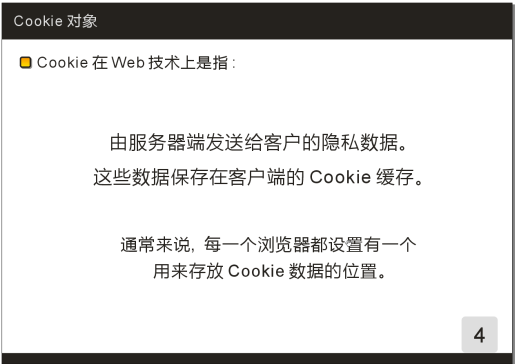 Cookie 对象
Cookie 在 Web 技术上是指:
由服务器端发送给客户的隐私数据。
这些数据保存在客户端的 Cookie 缓存。
通常来说, 每一个浏览器都设置有一个
用来存放 Cookie 数据的位置。
4